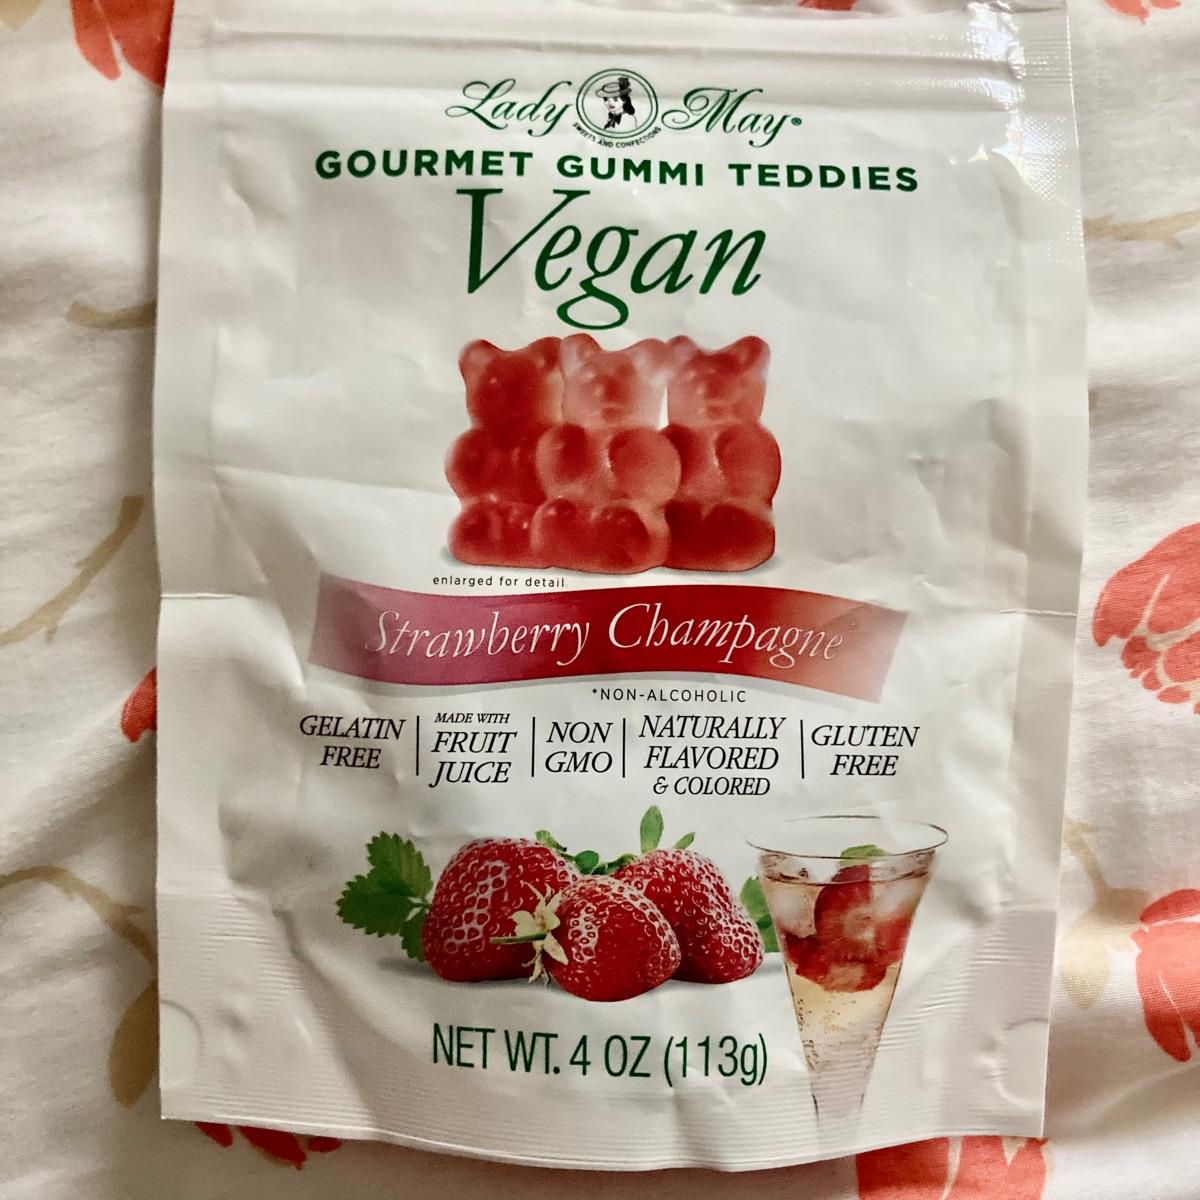 Lady May®
SWEETS AND CONFECTIONS
GOURMET GUMMI TEDDIES
Vegan
enlarged for detail.
Strawberry Champagne*
*NON-ALCOHOLIC
GELATIN
FREE
MADE WITH
FRUIT
JUICE
NON
GMO
NATURALLY
FLAVORED
& COLORED
GLUTEN
FREE
NET WT. 4 OZ (113g)